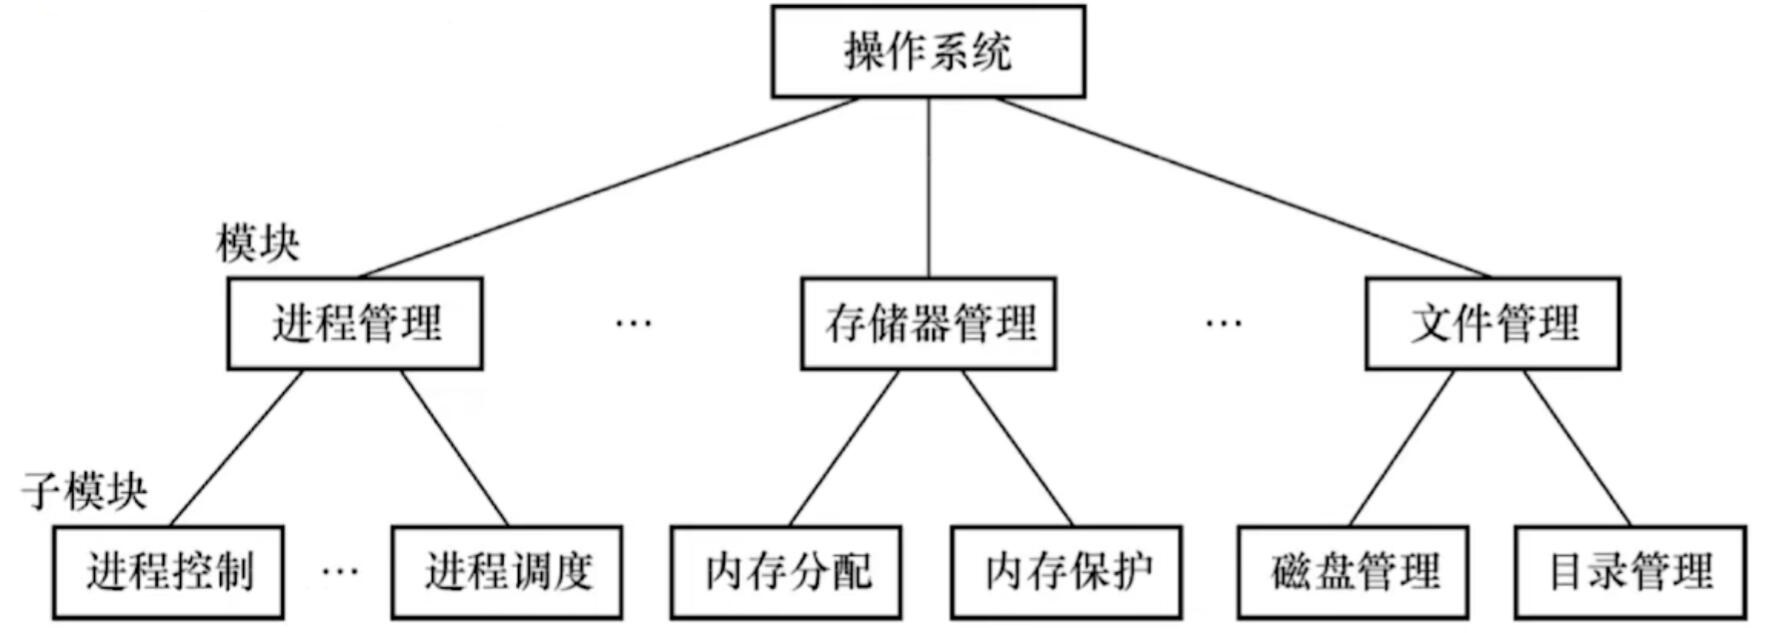 操作系统
模块
进程管理 … 存储器管理 … 文件管理
子模块
进程控制 … 进程调度 内存分配 内存保护 磁盘管理 目录管理